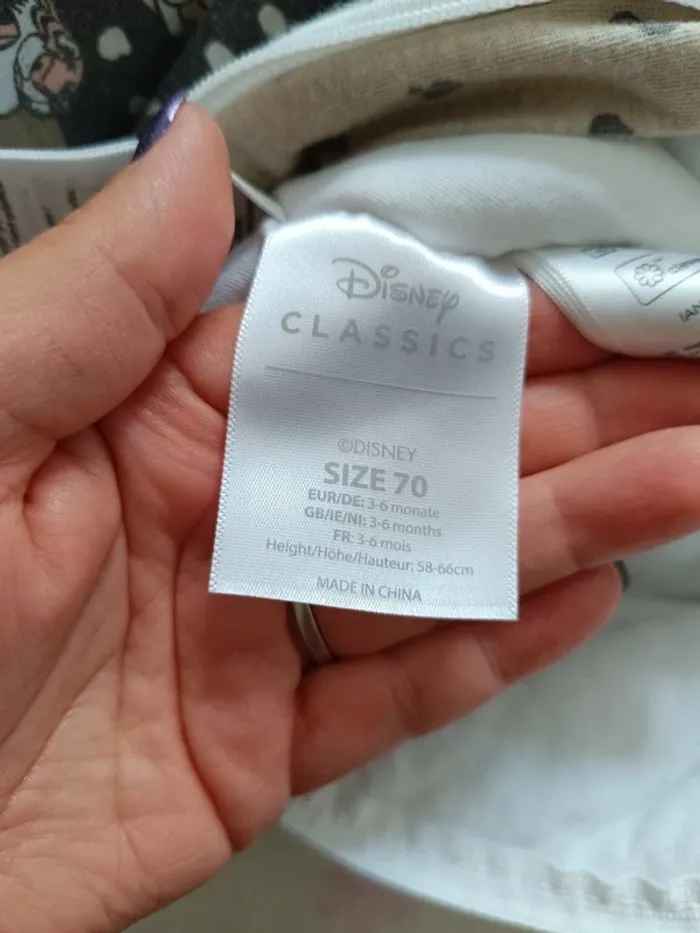 Disney
CLASSICS
©DISNEY
SIZE 70
EUR/DE: 3-6 monate
GB/IE/NI: 3-6 months
FR: 3-6 mois
Height/Höhe/Hauteur: 58-66cm
MADE IN CHINA